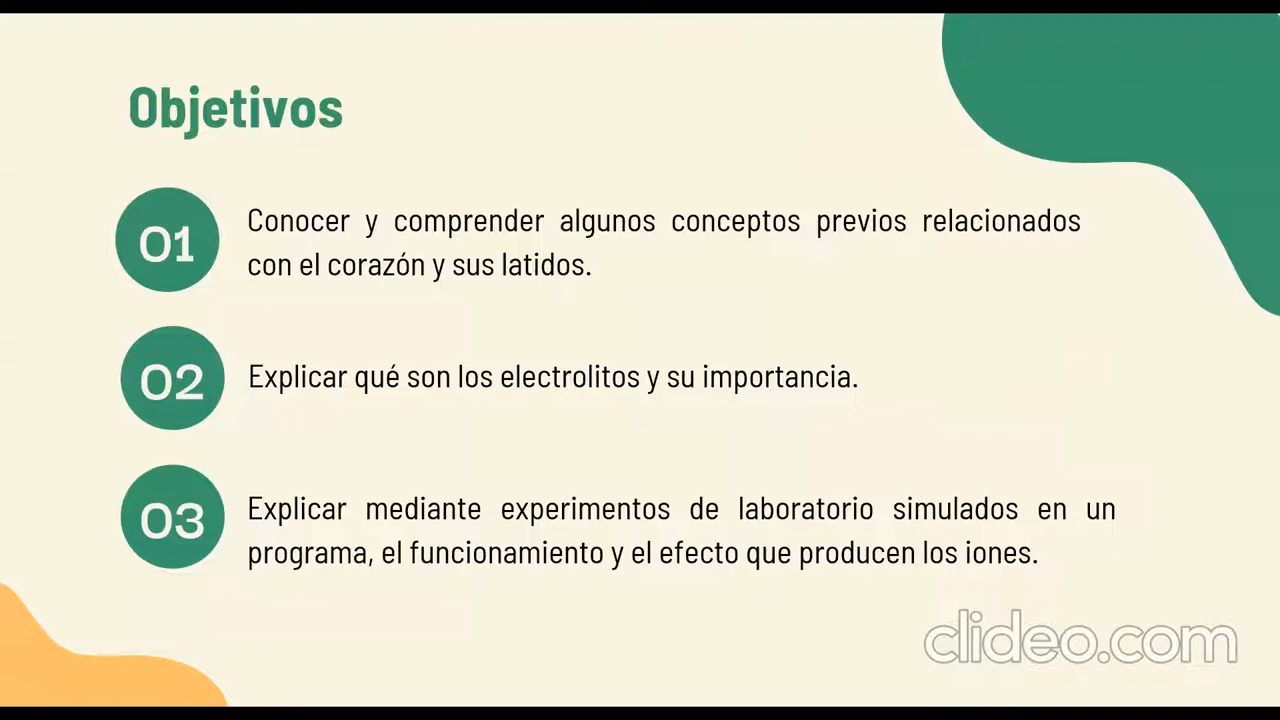 Objetivos
01
Conocer y comprender algunos conceptos previos relacionados
con el corazón y sus latidos.
02
Explicar qué son los electrolitos y su importancia.
03
Explicar mediante experimentos de laboratorio simulados en un
programa, el funcionamiento y el efecto que producen los iones.
clideo.com